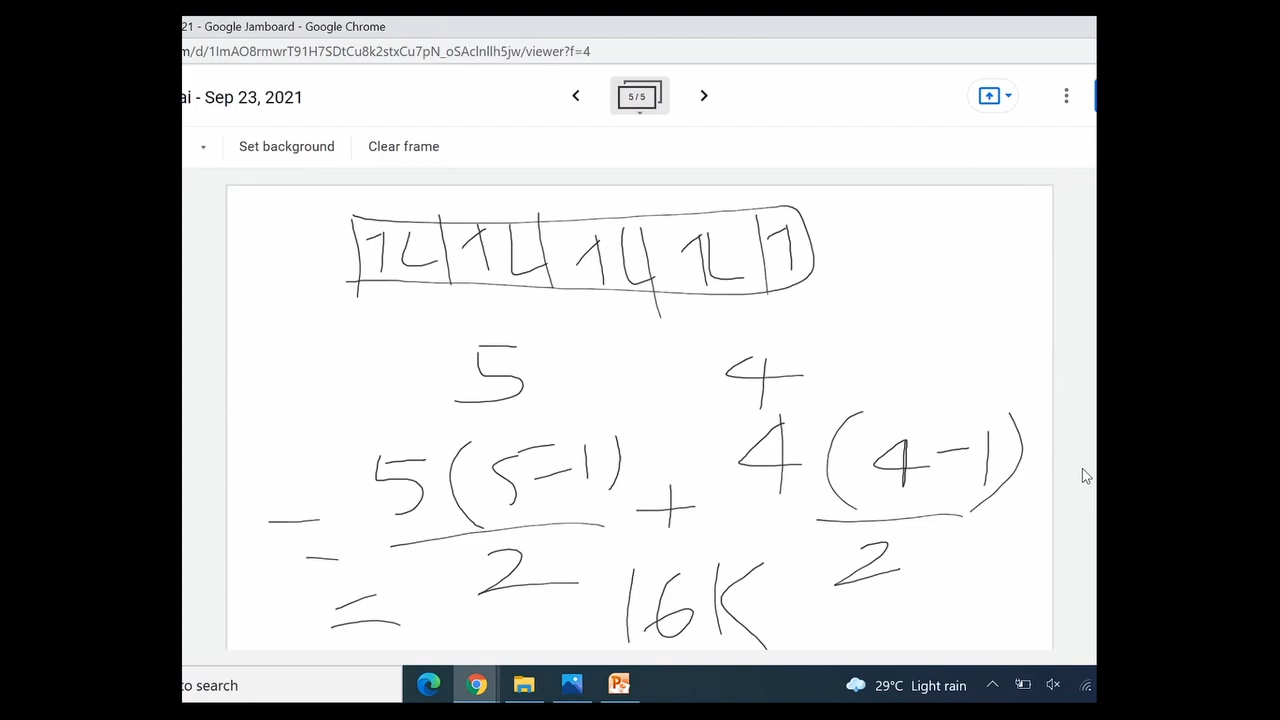 21 - Google Jamboard - Google Chrome
m/d/1ImAO8rmwrT91H7SDtCu8k2stxCu7pN_oSAclnlIh5jw/viewer?f=4
ai - Sep 23, 2021
5/5
Set background Clear frame
1L 1L 1L 1L 1
5 4
= 5(5-1)/2 + 4(4-1)/2
= 16K
to search
29°C Light rain